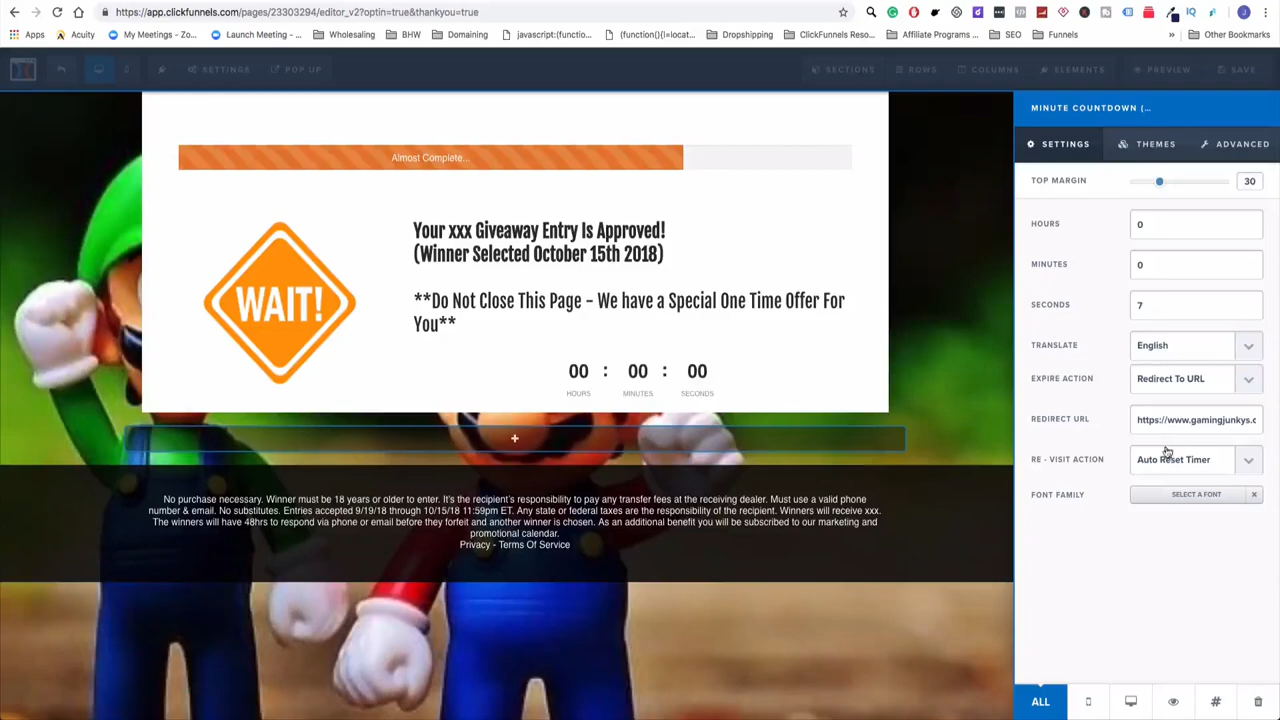 https://app.clickfunnels.com/pages/23303294/editor_v2?optin=true&thankyou=true
Apps Acuity My Meetings - Zo... Launch Meeting - ... Wholesaling BHW Domaining javascript:(functio... (function(){l=locat... Dropshipping ClickFunnels Reso... Affiliate Programs ... SEO Funnels » Other Bookmarks
SETTINGS POP UP SECTIONS ROWS COLUMNS ELEMENTS PREVIEW SAVE
MINUTE COUNTDOWN (...
SETTINGS THEMES ADVANCED
TOP MARGIN 30
HOURS 0
MINUTES 0
SECONDS 7
TRANSLATE English
EXPIRE ACTION Redirect To URL
REDIRECT URL https://www.gamingjunkys.c
RE - VISIT ACTION Auto Reset Timer
FONT FAMILY SELECT A FONT ×
ALL
Almost Complete...
WAIT!
Your xxx Giveaway Entry Is Approved!
(Winner Selected October 15th 2018)
**Do Not Close This Page - We have a Special One Time Offer For
You**
00 : 00 : 00
HOURS MINUTES SECONDS
+
No purchase necessary. Winner must be 18 years or older to enter. It's the recipient's responsibility to pay any transfer fees at the receiving dealer. Must use a valid phone
number & email. No substitutes. Entries accepted 9/19/18 through 10/15/18 11:59pm ET. Any state or federal taxes are the responsibility of the recipient. Winners will receive xxx.
The winners will have 48hrs to respond via phone or email before they forfeit and another winner is chosen. As an additional benefit you will be subscribed to our marketing and
promotional calendar.
Privacy - Terms Of Service